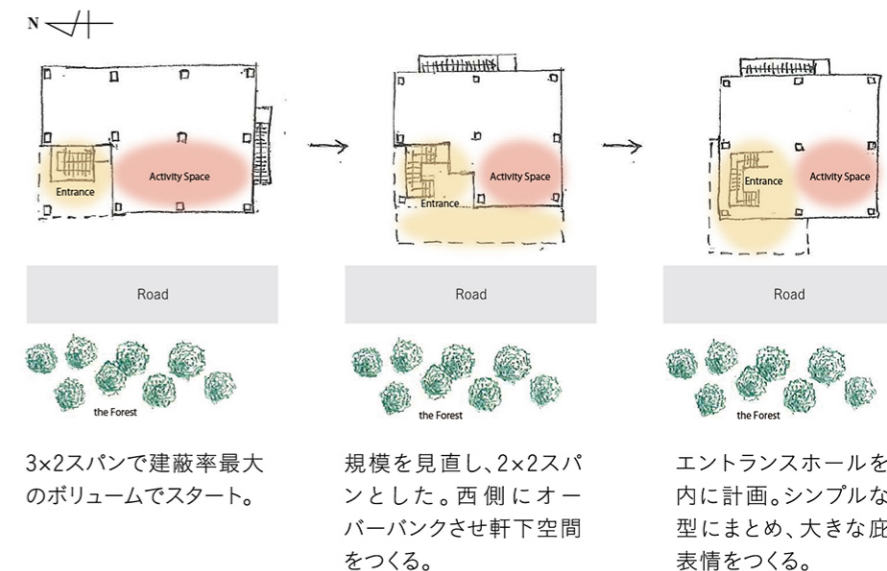 N
Entrance
Activity Space
Entrance
Activity Space
Entrance
Activity Space
Road
Road
Road
the Forest
the Forest
the Forest
3×2スパンで建蔽率最大
のボリュームでスタート。
規模を見直し、2×2スパ
ンとした。西側にオー
バーバンクさせ軒下空間
をつくる。
エントランスホールを
内に計画。シンプルな
型にまとめ、大きな庇
表情をつくる。